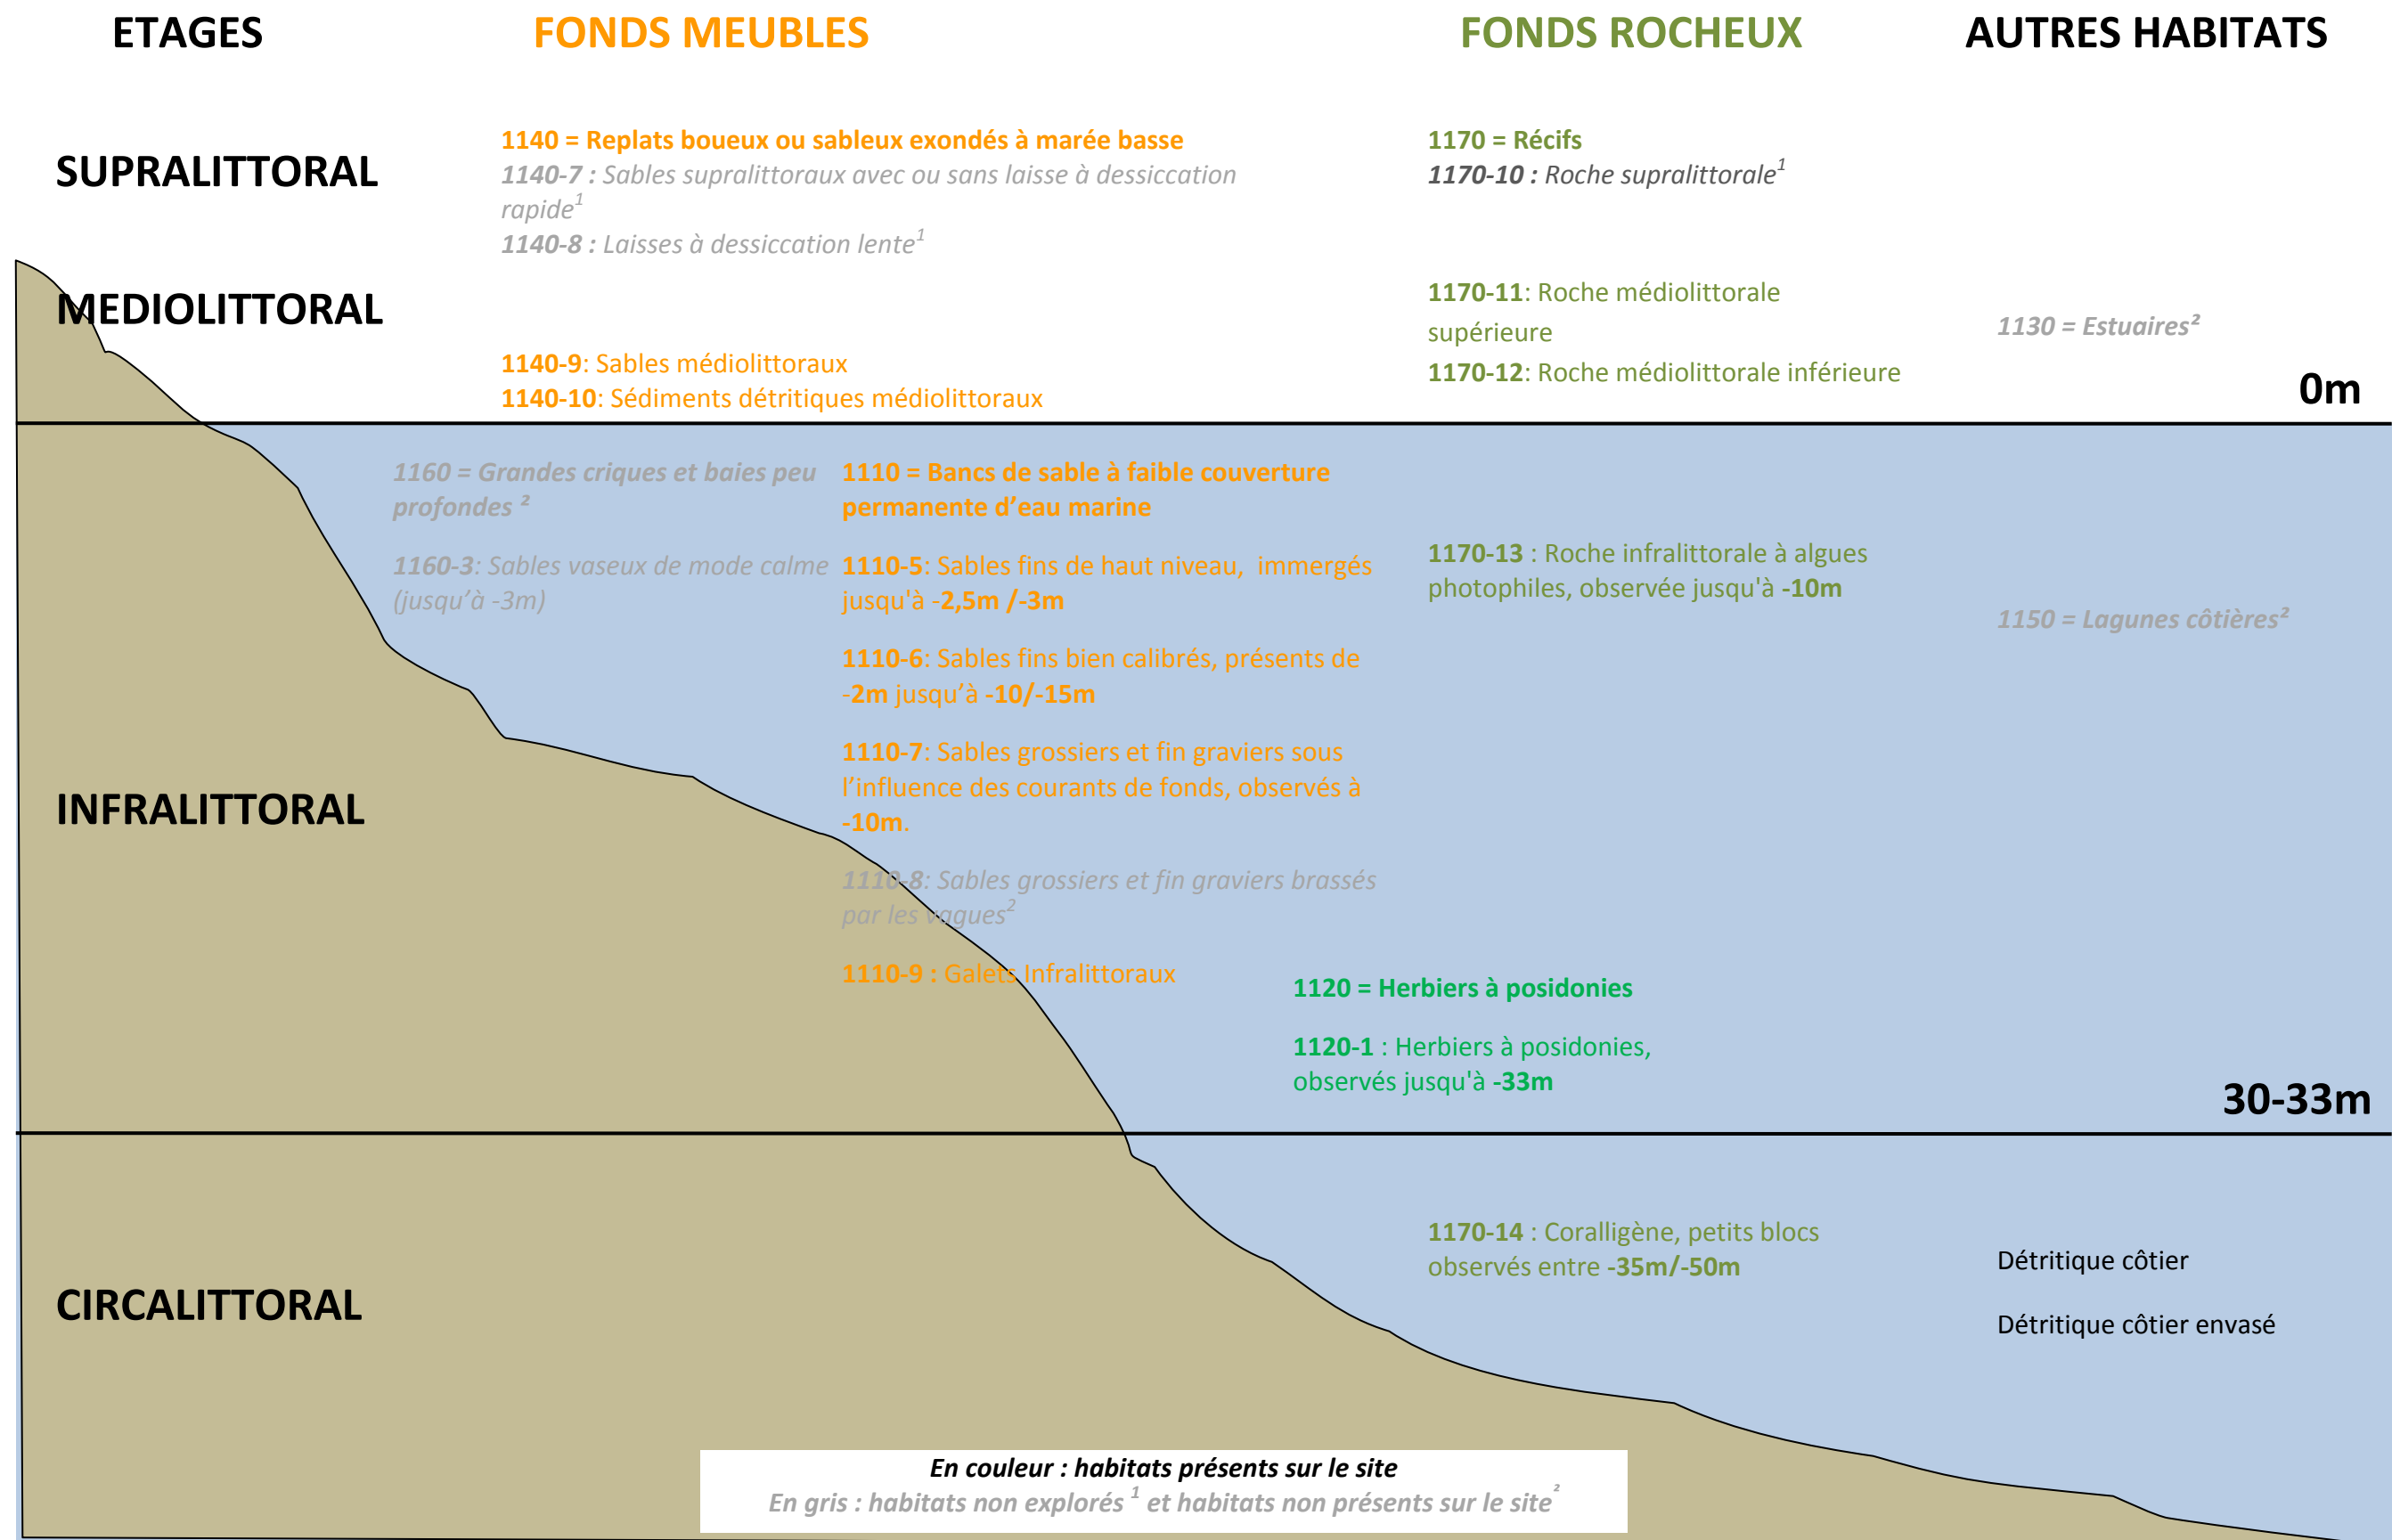 ETAGES
FONDS MEUBLES
FONDS ROCHEUX
AUTRES HABITATS
SUPRALITTORAL
1140 = Replats boueux ou sableux exondés à marée basse
1140-7 : Sables supralittoraux avec ou sans laisse à dessiccation
rapide¹
1140-8 : Laisses à dessiccation lente¹
1170 = Récifs
1170-10 : Roche supralittorale¹
MEDIOLITTORAL
1140-9: Sables médiolittoraux
1140-10: Sédiments détritiques médiolittoraux
1170-11: Roche médiolittorale
supérieure
1170-12: Roche médiolittorale inférieure
1130 = Estuaires²
0m
1160 = Grandes criques et baies peu
profondes ²
1160-3: Sables vaseux de mode calme
(jusqu’à -3m)
1110 = Bancs de sable à faible couverture
permanente d’eau marine
1110-5: Sables fins de haut niveau, immergés
jusqu'à -2,5m /-3m
1110-6: Sables fins bien calibrés, présents de
-2m jusqu’à -10/-15m
1110-7: Sables grossiers et fin graviers sous
l’influence des courants de fonds, observés à
-10m.
1110-8: Sables grossiers et fin graviers brassés
par les vagues²
1110-9 : Galets Infralittoraux
1170-13 : Roche infralittorale à algues
photophiles, observée jusqu'à -10m
1150 = Lagunes côtières²
INFRALITTORAL
1120 = Herbiers à posidonies
1120-1 : Herbiers à posidonies,
observés jusqu'à -33m
30-33m
CIRCALITTORAL
1170-14 : Coralligène, petits blocs
observés entre -35m/-50m
Détritique côtier
Détritique côtier envasé
En couleur : habitats présents sur le site
En gris : habitats non explorés ¹ et habitats non présents sur le site²